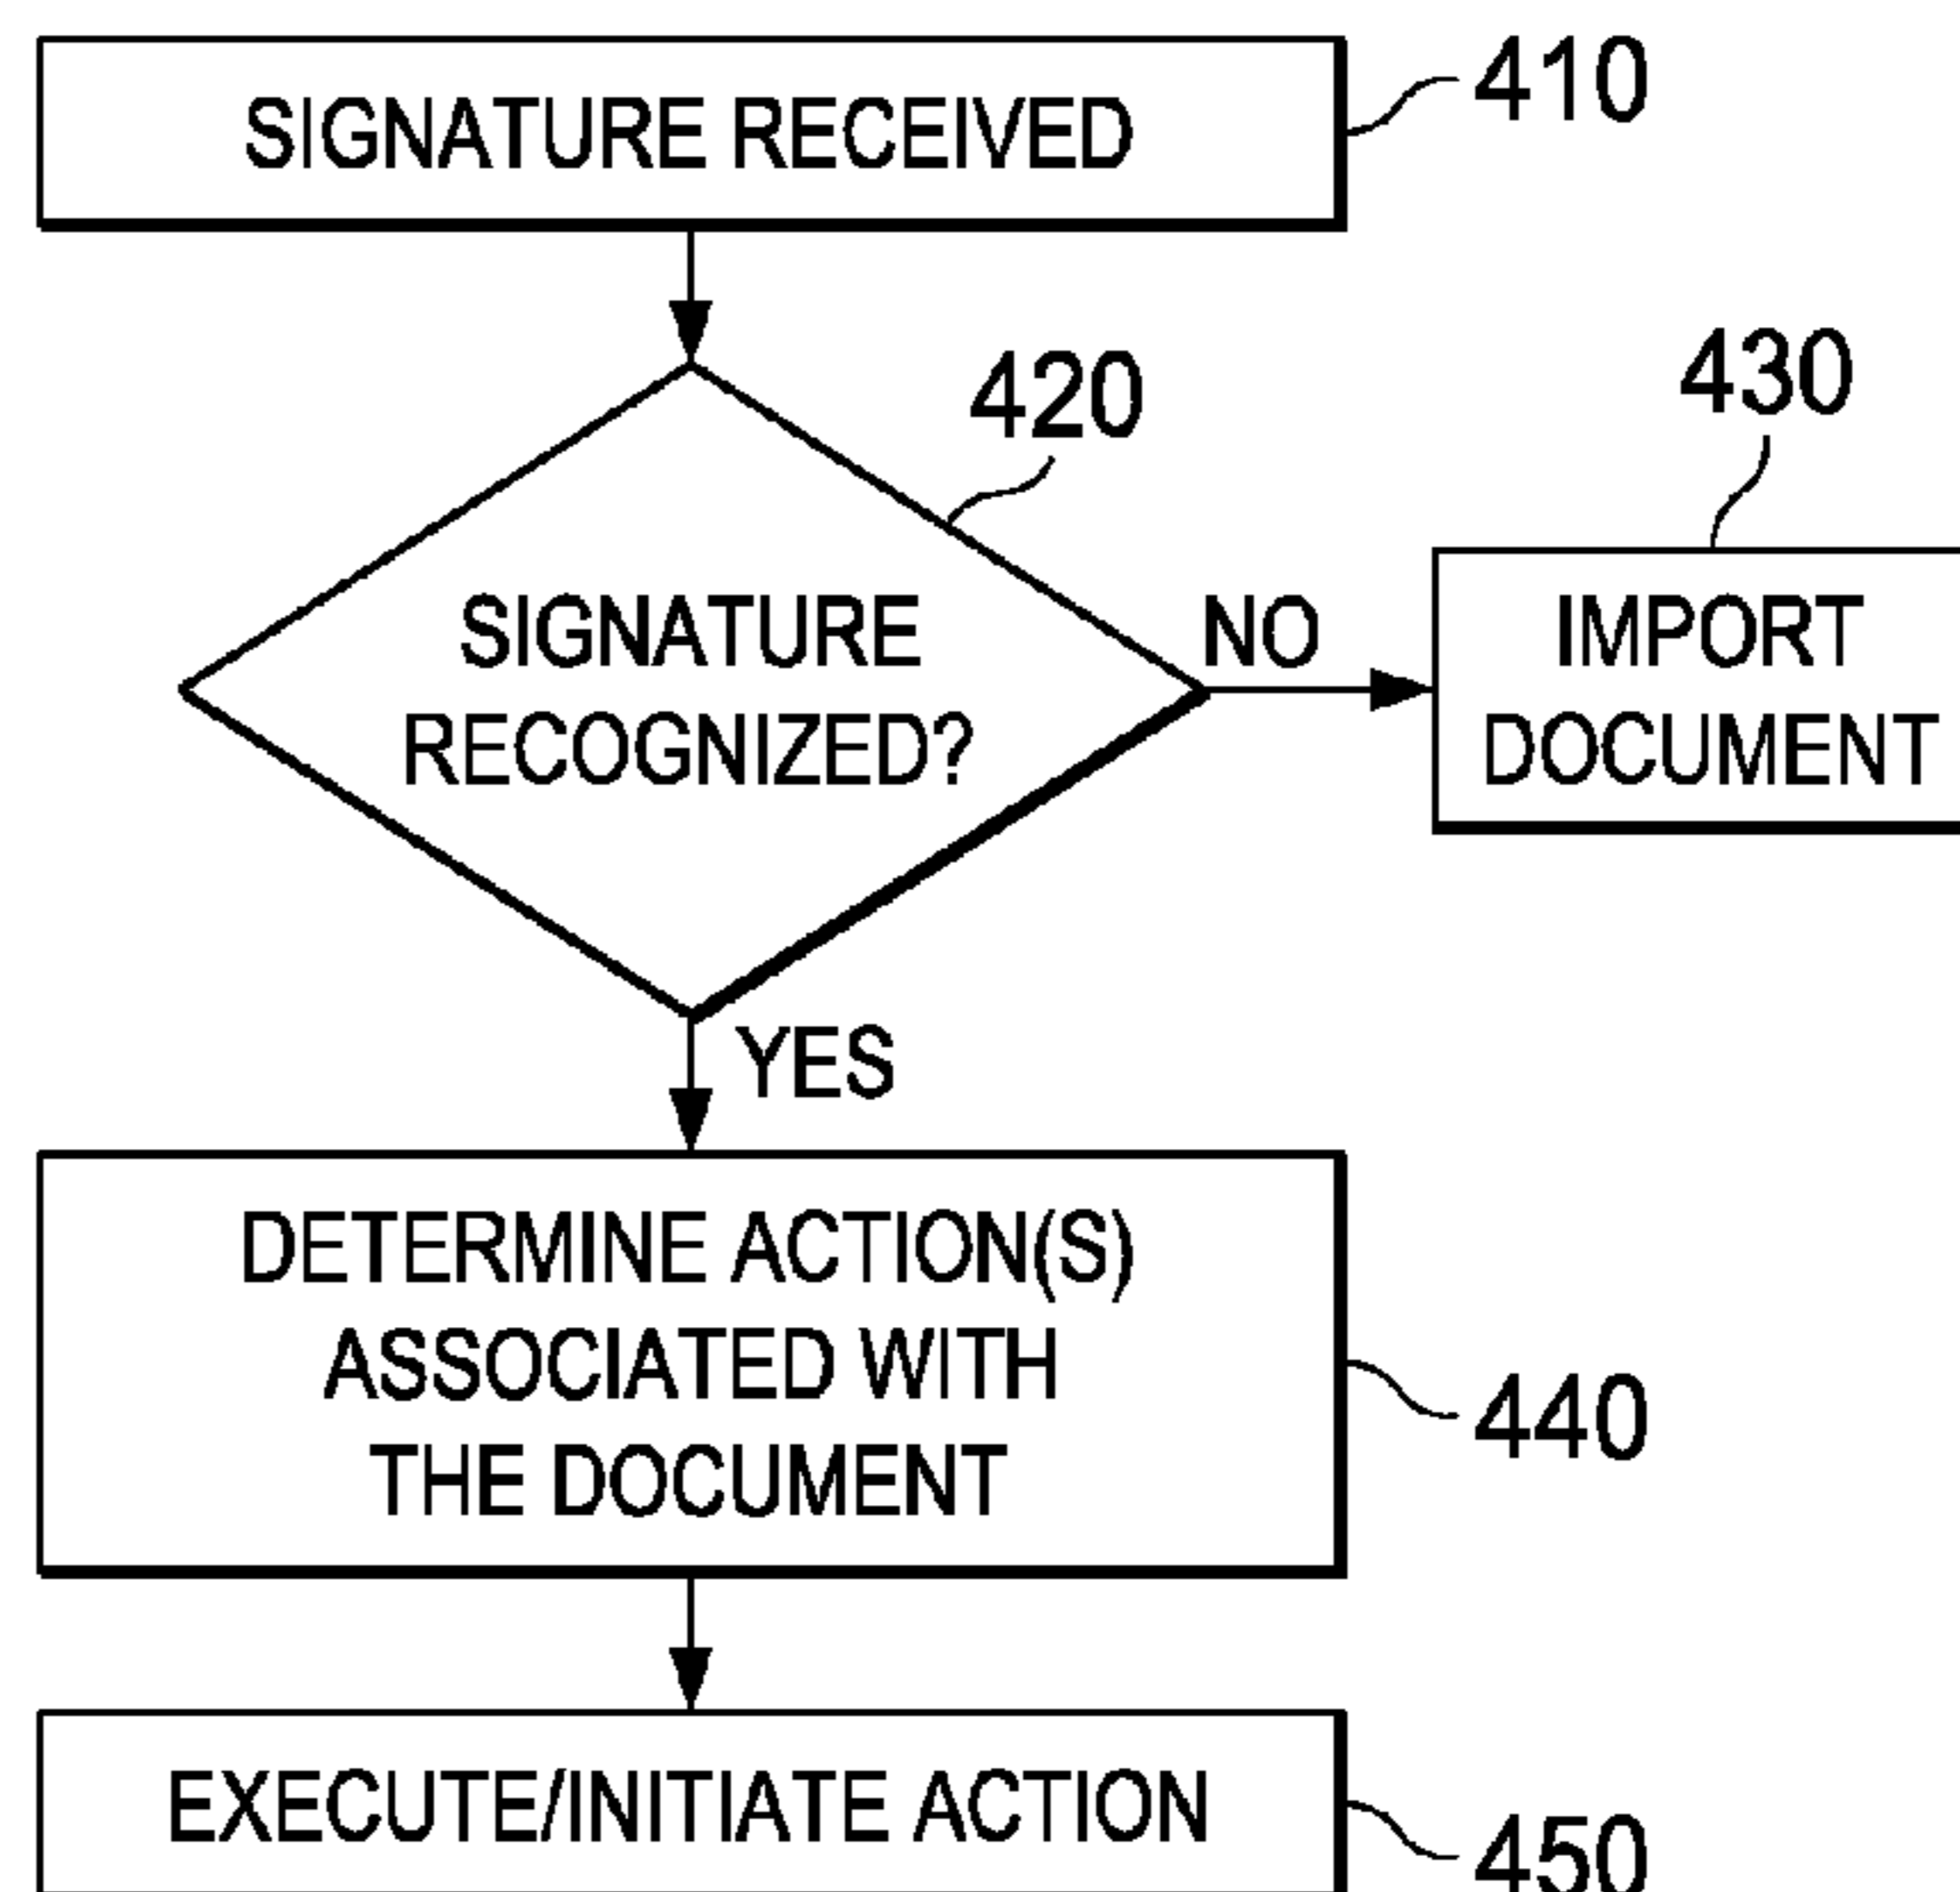 SIGNATURE RECEIVED
410
420
430
SIGNATURE
RECOGNIZED?
NO
IMPORT
DOCUMENT
YES
DETERMINE ACTION(S)
ASSOCIATED WITH
THE DOCUMENT
440
EXECUTE/INITIATE ACTION
450